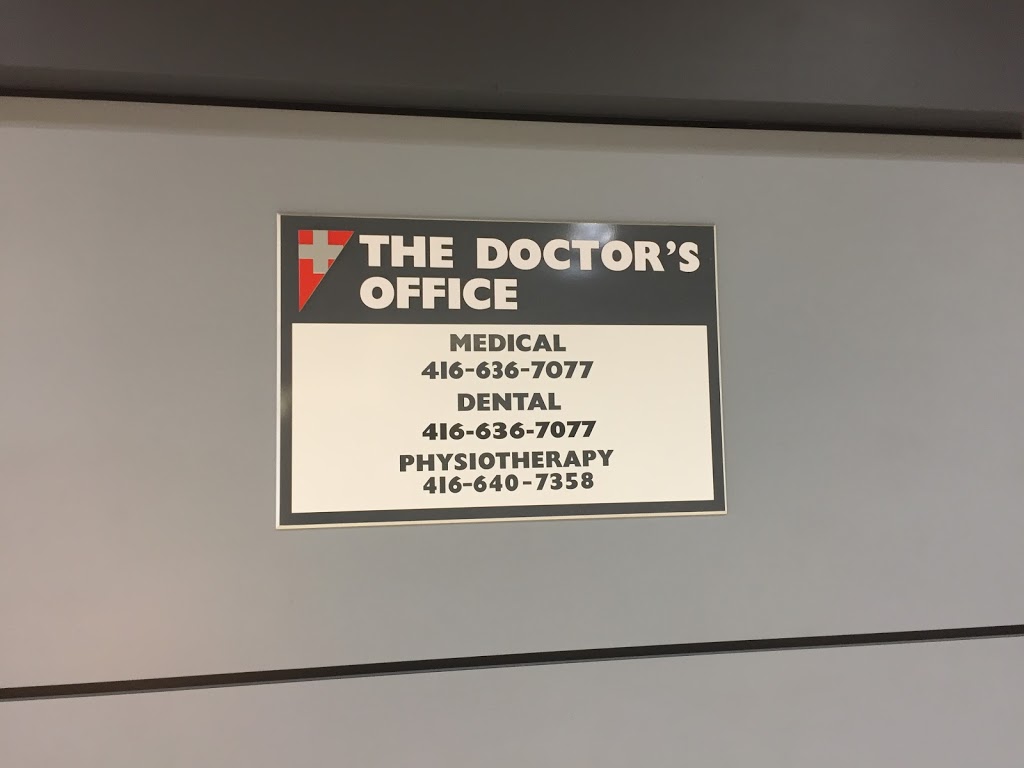 THE DOCTOR'S
OFFICE
MEDICAL
416-636-7077
DENTAL
416-636-7077
PHYSIOTHERAPY
416-640-7358